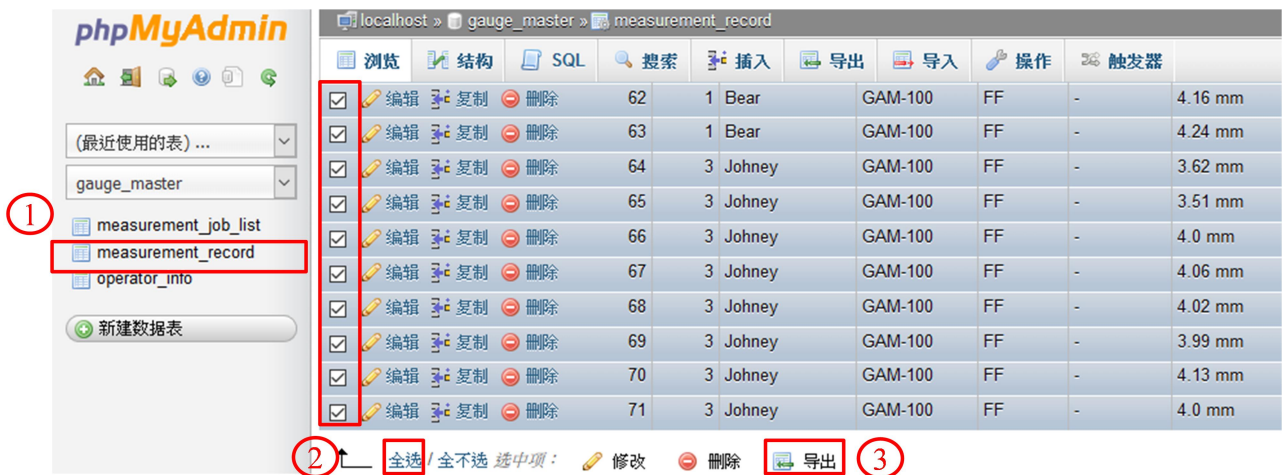 phpMyAdmin
localhost » gauge_master » measurement_record
浏览 结构 SQL 搜索 插入 导出 导入 操作 触发器
(最近使用的表) ...
gauge_master
① measurement_job_list
measurement_record
operator_info
新建数据表
编辑 复制 删除 62 1 Bear GAM-100 FF - 4.16 mm
编辑 复制 删除 63 1 Bear GAM-100 FF - 4.24 mm
编辑 复制 删除 64 3 Johney GAM-100 FF - 3.62 mm
编辑 复制 删除 65 3 Johney GAM-100 FF - 3.51 mm
编辑 复制 删除 66 3 Johney GAM-100 FF - 4.0 mm
编辑 复制 删除 67 3 Johney GAM-100 FF - 4.06 mm
编辑 复制 删除 68 3 Johney GAM-100 FF - 4.02 mm
编辑 复制 删除 69 3 Johney GAM-100 FF - 3.99 mm
编辑 复制 删除 70 3 Johney GAM-100 FF - 4.13 mm
编辑 复制 删除 71 3 Johney GAM-100 FF - 4.0 mm
② 全选 / 全不选 选中项： 修改 删除 导出 ③